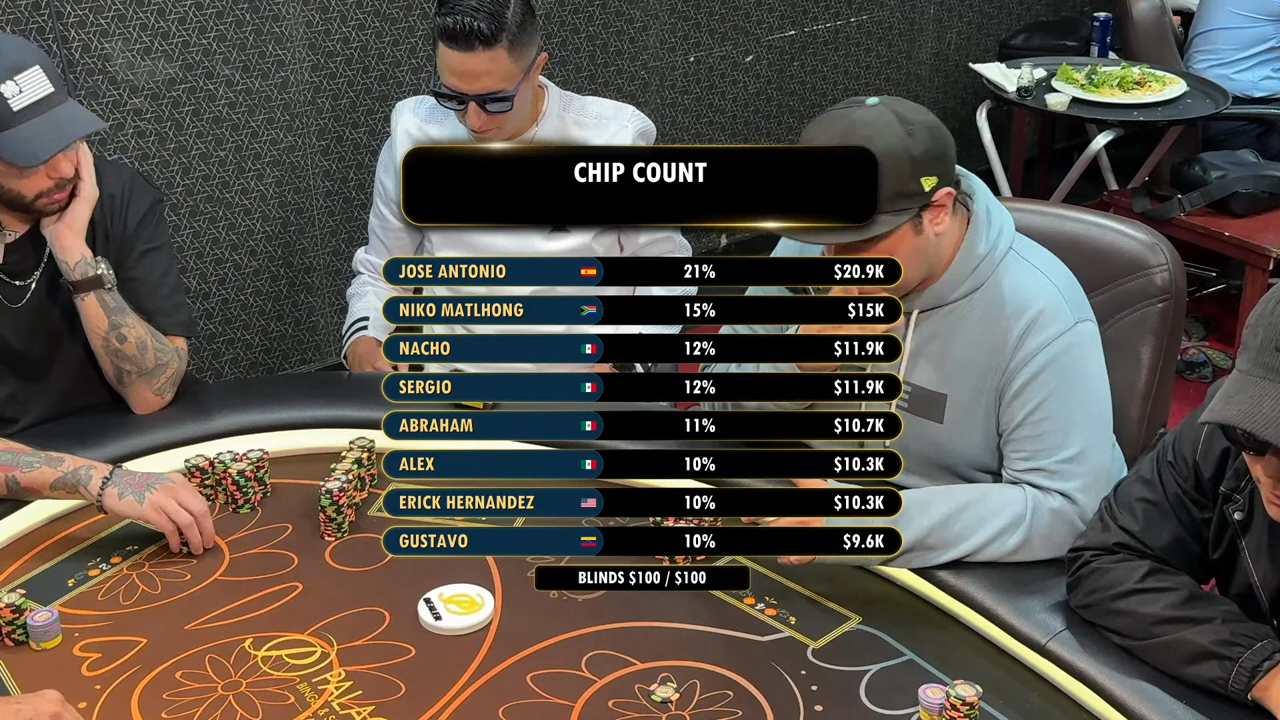 CHIP COUNT
JOSE ANTONIO 21% $20.9K
NIKO MATLHONG 15% $15K
NACHO 12% $11.9K
SERGIO 12% $11.9K
ABRAHAM 11% $10.7K
ALEX 10% $10.3K
ERICK HERNANDEZ 10% $10.3K
GUSTAVO 10% $9.6K
BLINDS $100 / $100
DEALER